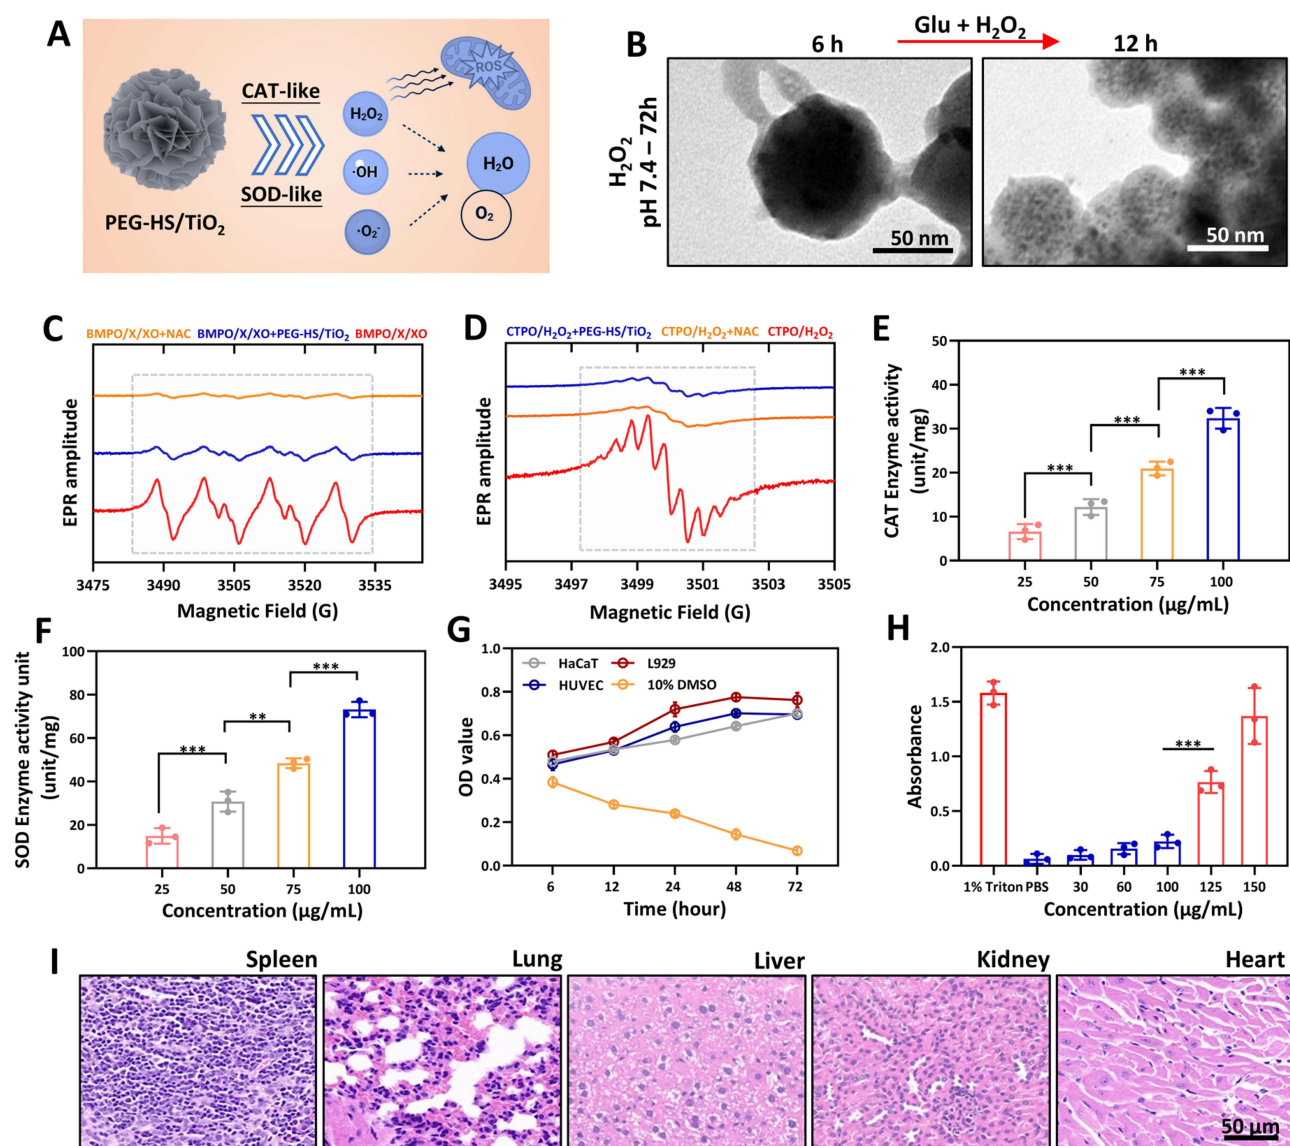 A
CAT-like
SOD-like
PEG-HS/TiO₂
H₂O₂
·OH
·O₂⁻
ROS
H₂O
O₂
B
Glu + H₂O₂
6 h
12 h
H₂O₂
pH 7.4 – 72h
50 nm
50 nm
C
BMPO/X/XO+NAC BMPO/X/XO+PEG-HS/TiO₂ BMPO/X/XO
EPR amplitude
3475 3490 3505 3520 3535
Magnetic Field (G)
D
CTPO/H₂O₂+PEG-HS/TiO₂ CTPO/H₂O₂+NAC CTPO/H₂O₂
EPR amplitude
3495 3497 3499 3501 3503 3505
Magnetic Field (G)
E
CAT Enzyme activity
(unit/mg)
50
40
30
20
10
0
***
***
***
25 50 75 100
Concentration (µg/mL)
F
SOD Enzyme activity unit
(unit/mg)
100
80
60
40
20
0
***
**
***
25 50 75 100
Concentration (µg/mL)
G
OD value
1.0
0.8
0.6
0.4
0.2
0.0
HaCaT L929
HUVEC 10% DMSO
6 12 24 48 72
Time (hour)
H
Absorbance
2.0
1.5
1.0
0.5
0.0
***
1% Triton PBS 30 60 100 125 150
Concentration (µg/mL)
I
Spleen Lung Liver Kidney Heart
50 µm